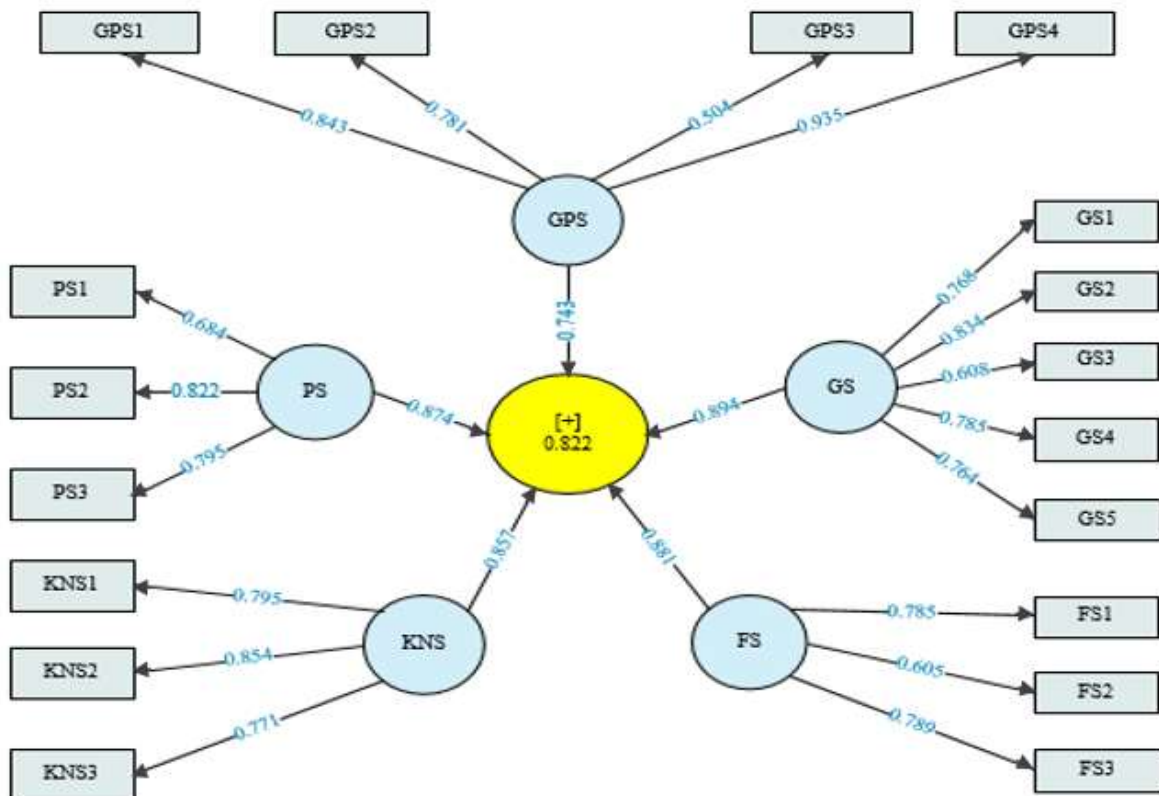 GPS1
GPS2
GPS3
GPS4
0.843
0.781
0.504
0.935
GPS
0.743
GS1
GS2
GS3
GS4
GS5
0.768
0.834
0.608
0.785
0.764
GS
0.894
PS1
PS2
PS3
0.684
0.822
0.795
PS
0.874
[+]
0.822
KNS1
KNS2
KNS3
0.795
0.854
0.771
KNS
0.857
FS1
FS2
FS3
0.785
0.605
0.789
FS
0.881